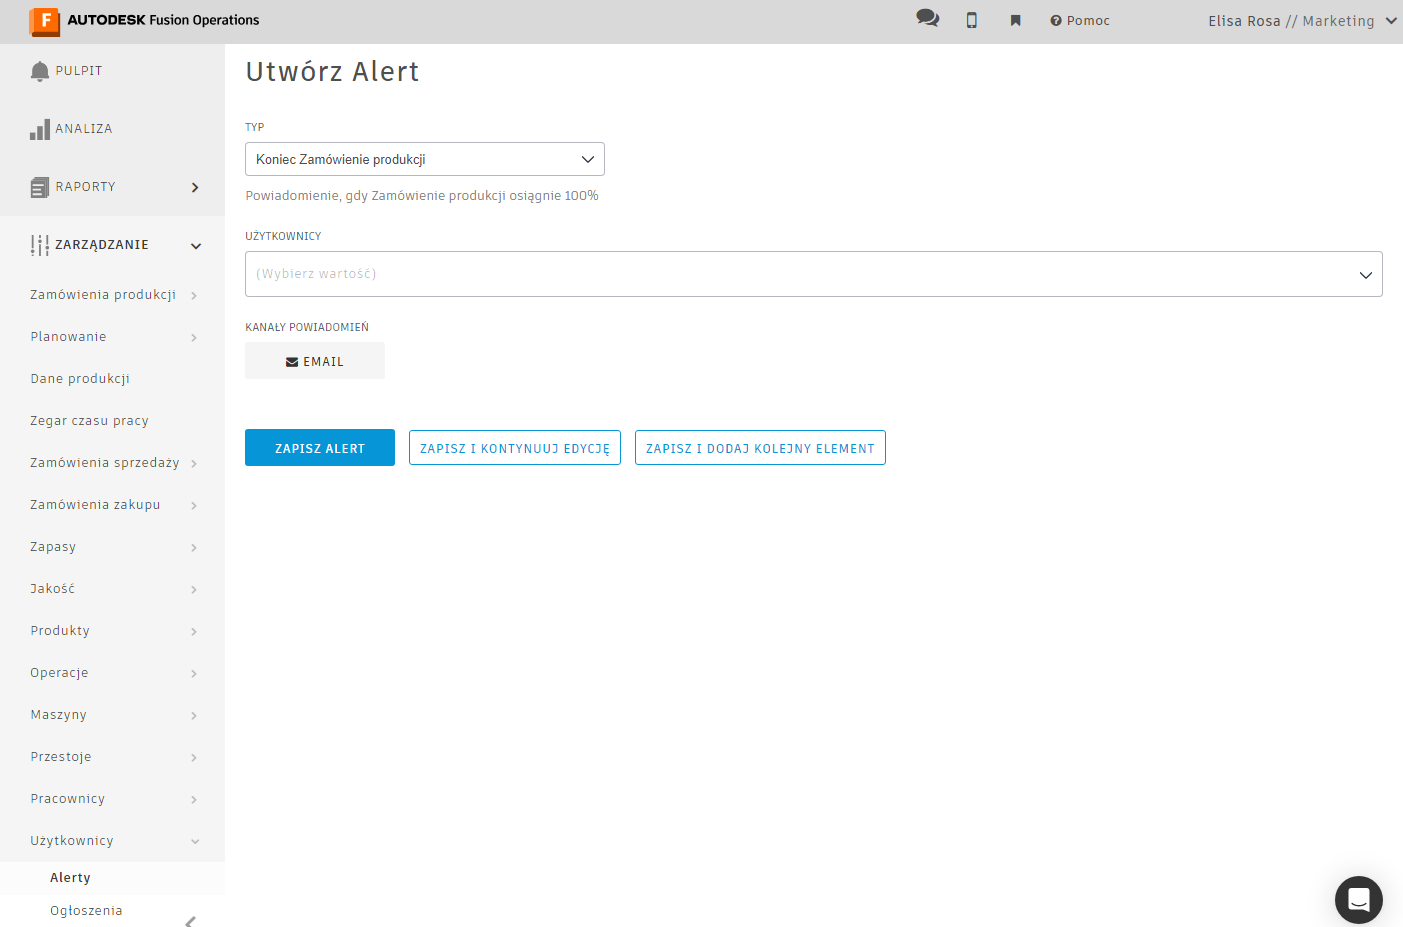 AUTODESK Fusion Operations
Pomoc
Elisa Rosa // Marketing
PULPIT
ANALIZA
RAPORTY
ZARZĄDZANIE
Zamówienia produkcji
Planowanie
Dane produkcji
Zegar czasu pracy
Zamówienia sprzedaży
Zamówienia zakupu
Zapasy
Jakość
Produkty
Operacje
Maszyny
Przestoje
Pracownicy
Użytkownicy
Alerty
Ogłoszenia
Utwórz Alert
TYP
Koniec Zamówienie produkcji
Powiadomienie, gdy Zamówienie produkcji osiągnie 100%
UŻYTKOWNICY
(Wybierz wartość)
KANAŁY POWIADOMIEŃ
EMAIL
ZAPISZ ALERT
ZAPISZ I KONTYNUUJ EDYCJĘ
ZAPISZ I DODAJ KOLEJNY ELEMENT